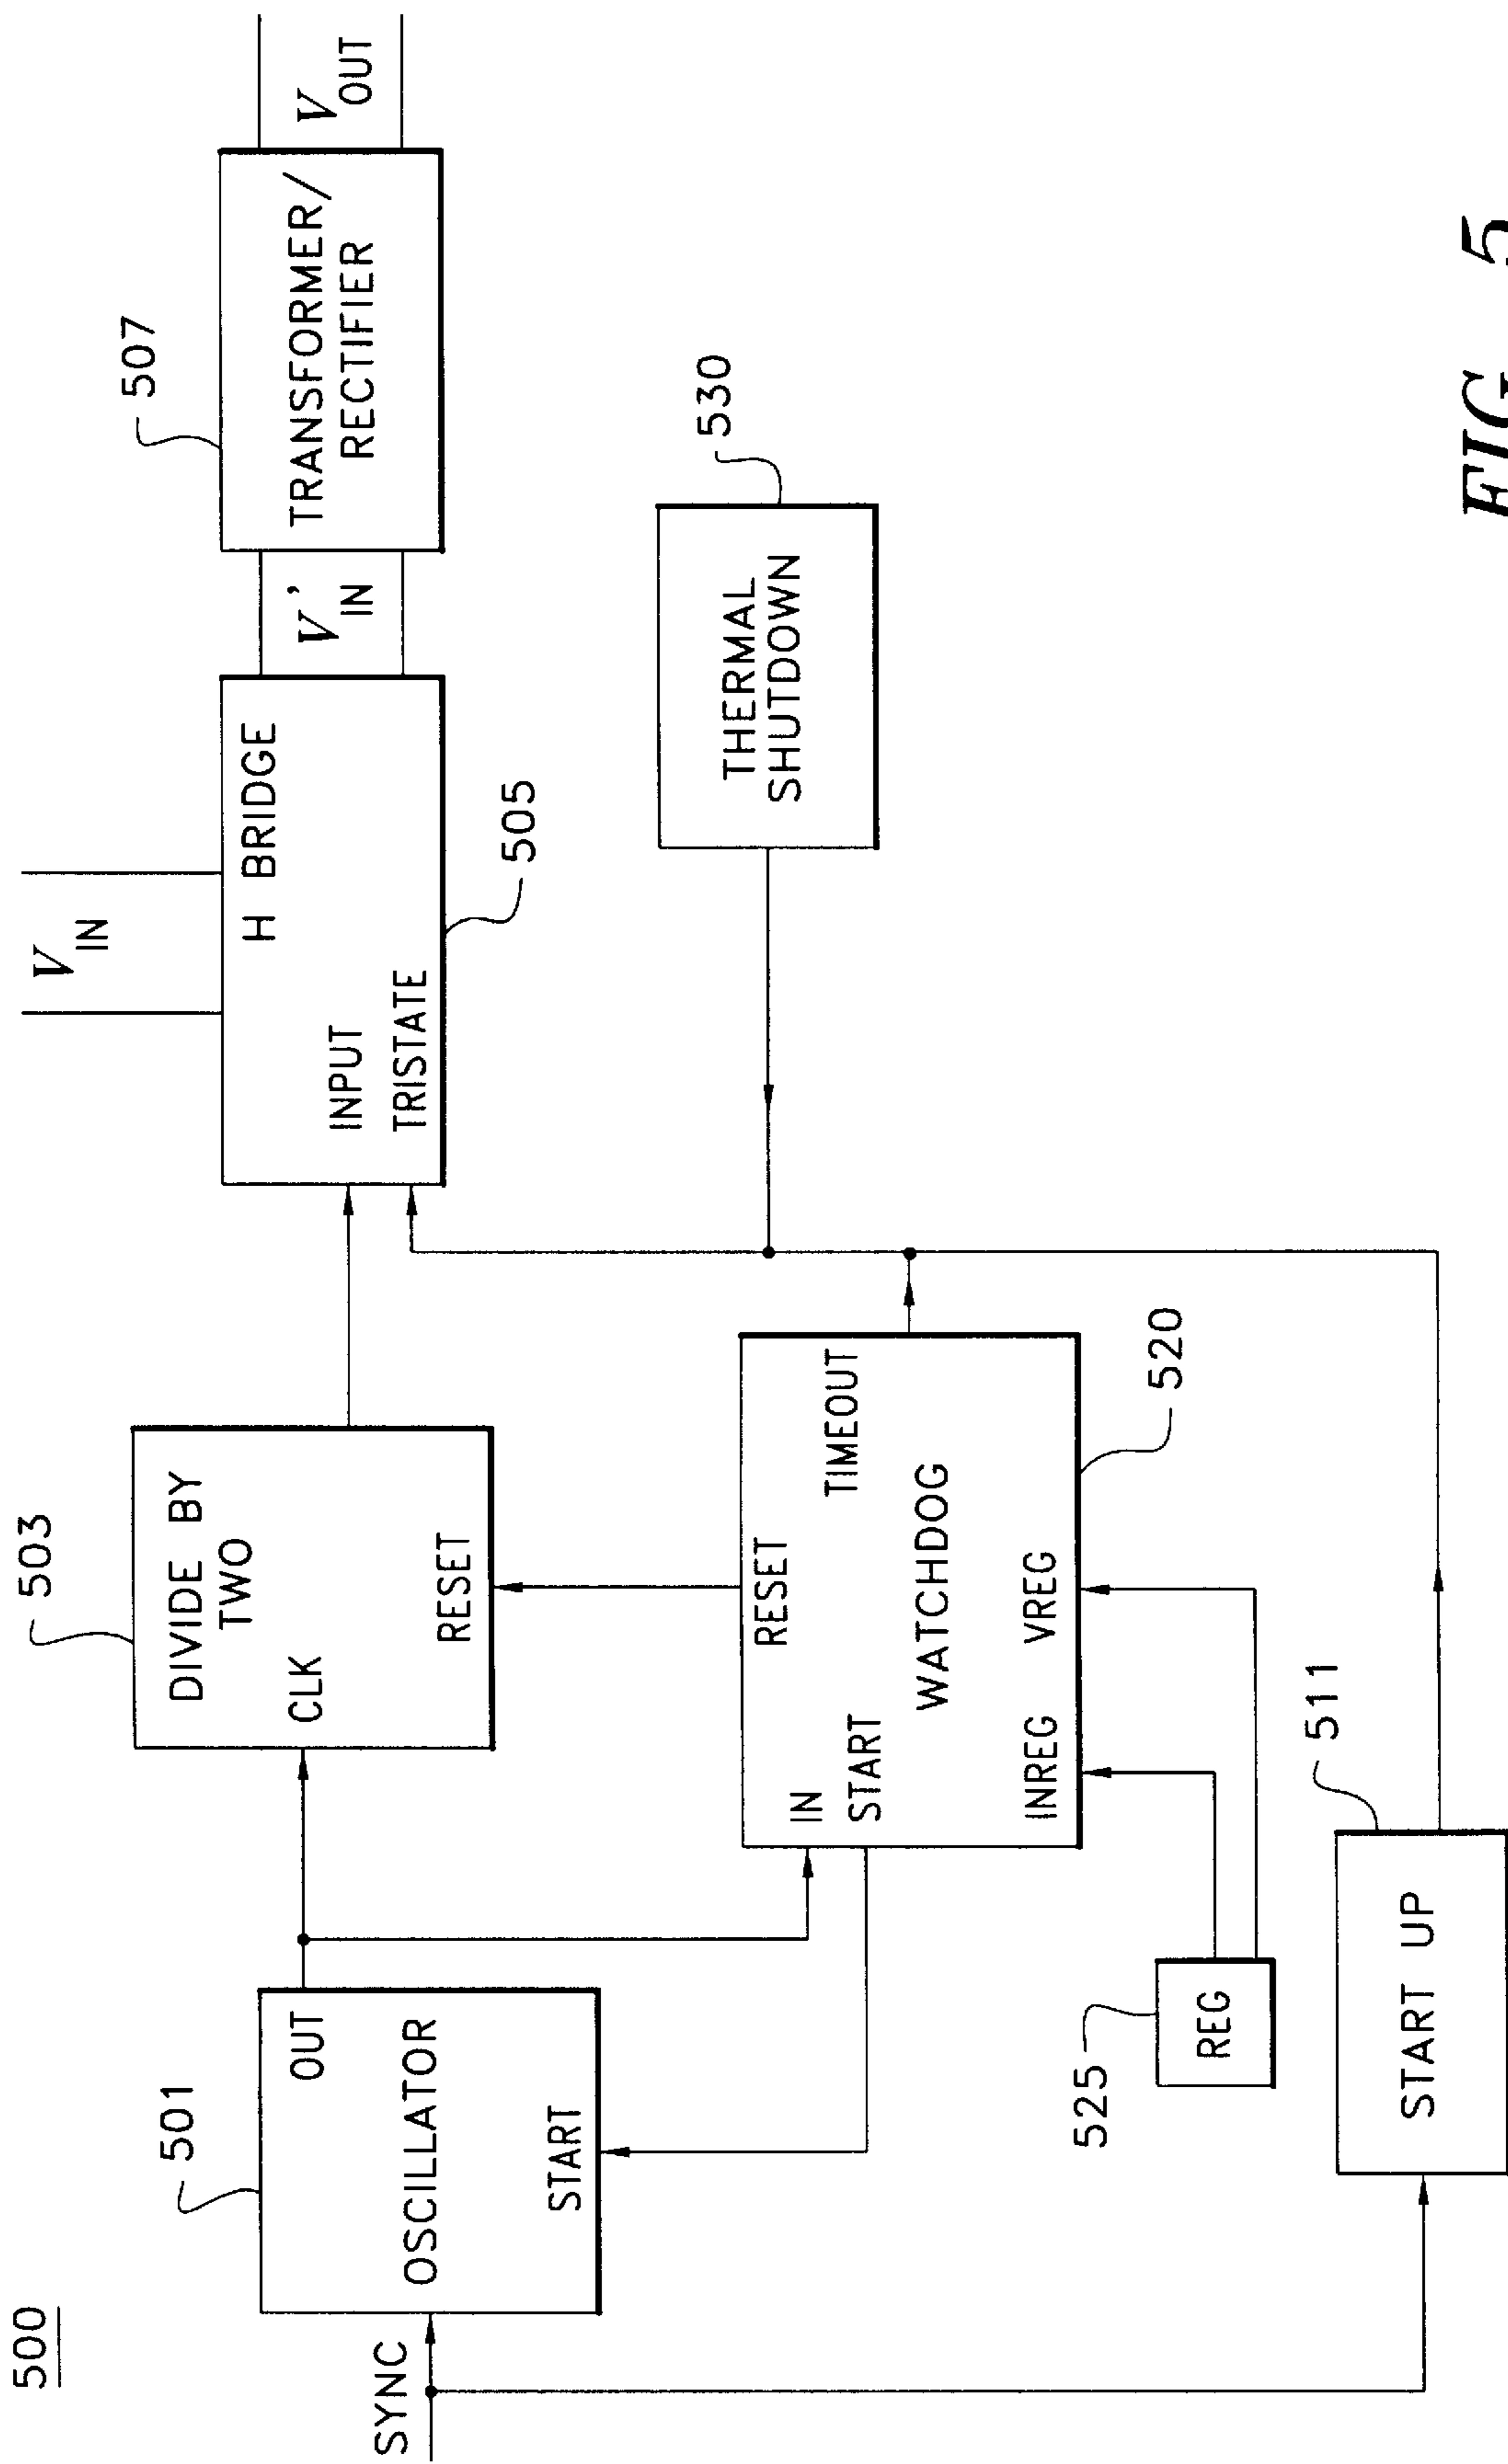 500
SYNC
501
OSCILLATOR
OUT
START
503
DIVIDE BY
TWO
CLK
RESET
V IN
H BRIDGE
INPUT
TRISTATE
505
V' IN
507
TRANSFORMER/
RECTIFIER
V OUT
RESET
IN
START
TIMEOUT
WATCHDOG
INREG
VREG
520
525
REG
511
START UP
530
THERMAL
SHUTDOWN
FIG. 5